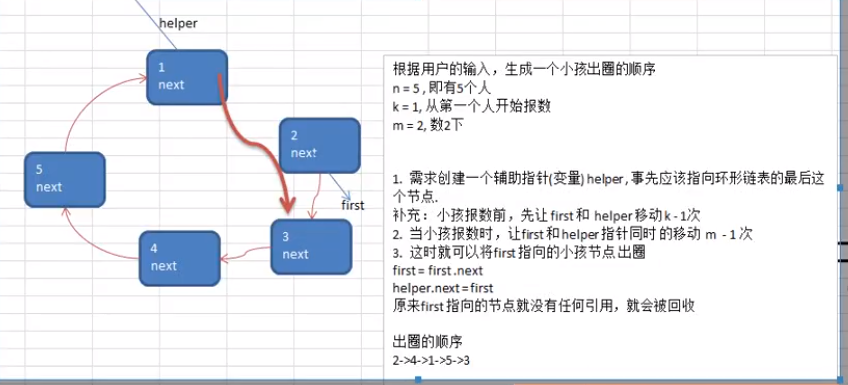 helper
1
next
2
next
first
3
next
4
next
5
next
根据用户的输入，生成一个小孩出圈的顺序
n = 5 , 即有5个人
k = 1, 从第一个人开始报数
m = 2, 数2下
1. 需求创建一个辅助指针(变量) helper , 事先应该指向环形链表的最后这
个节点.
补充：小孩报数前，先让 first 和 helper 移动 k - 1次
2. 当小孩报数时，让first 和 helper 指针同时 的移动 m - 1 次
3. 这时就可以将first 指向的小孩节点 出圈
first = first .next
helper.next = first
原来first 指向的节点就没有任何引用，就会被回收
出圈的顺序
2->4->1->5->3